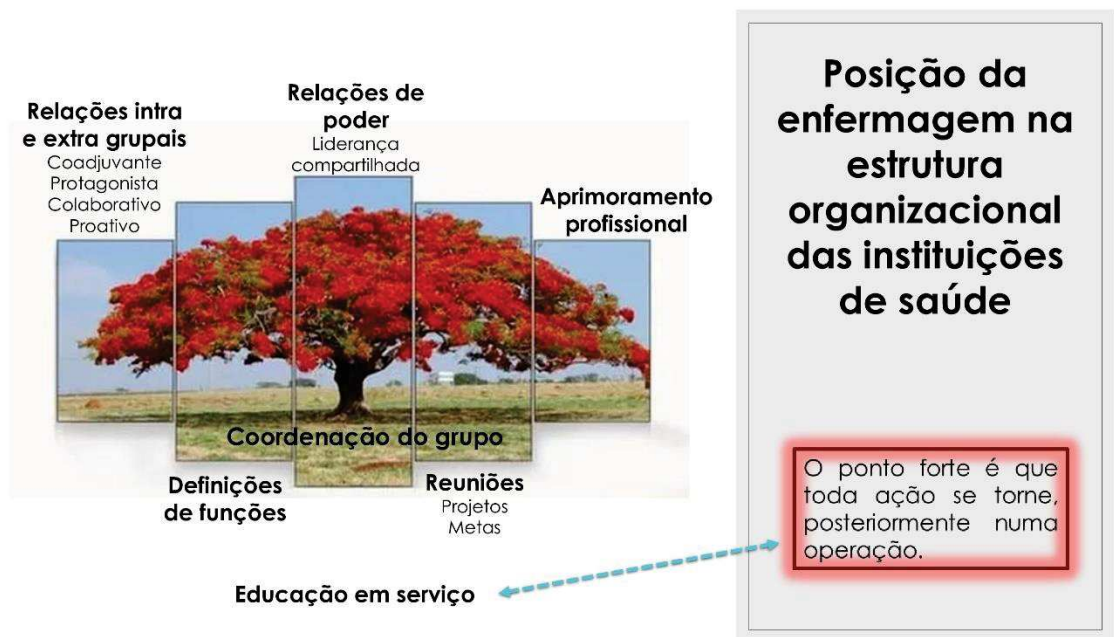 Relações intra
e extra grupais
Coadjuvante
Protagonista
Colaborativo
Proativo
Relações de
poder
Liderança
compartilhada
Aprimoramento
profissional
Coordenação do grupo
Definições
de funções
Reuniões
Projetos
Metas
Educação em serviço
Posição da
enfermagem na
estrutura
organizacional
das instituições
de saúde
O ponto forte é que
toda ação se torne,
posteriormente numa
operação.